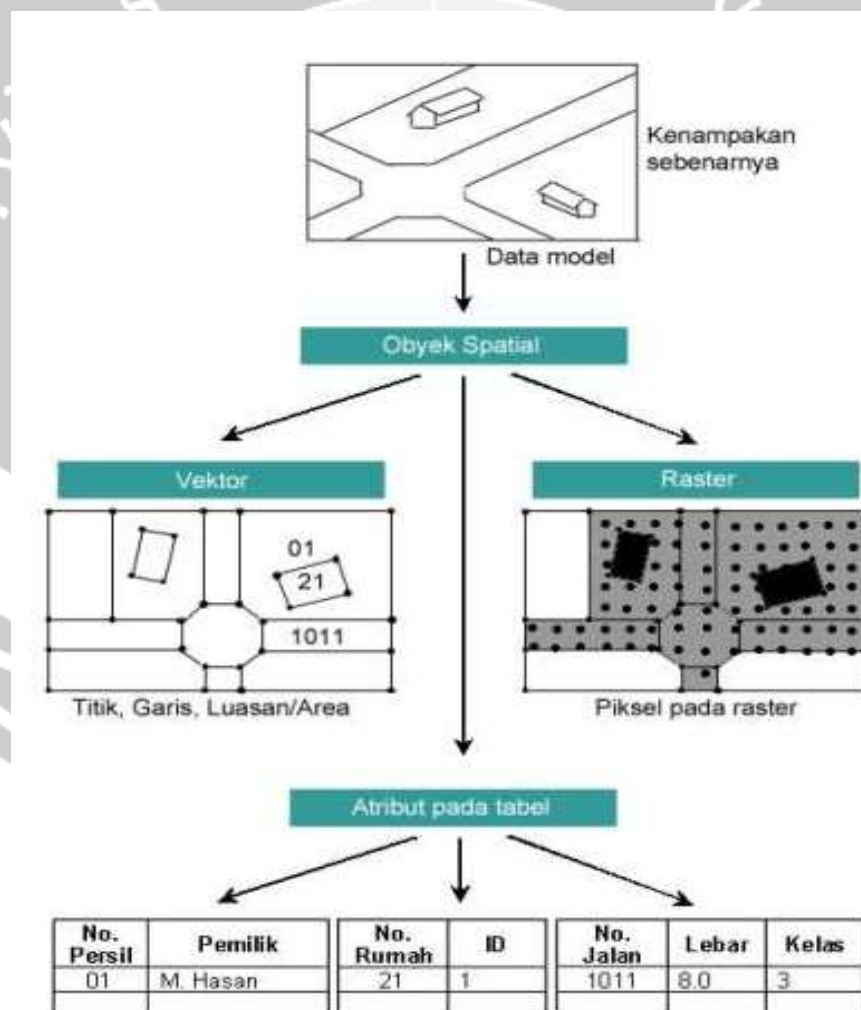 Kenampakan
sebenarnya
Data model
Obyek Spatial
Vektor
Raster
01
21
1011
Titik, Garis, Luasan/Area
Piksel pada raster
Atribut pada tabel
No. Persil Pemilik No. Rumah ID No. Jalan Lebar Kelas
01 M. Hasan 21 1 1011 8.0 3